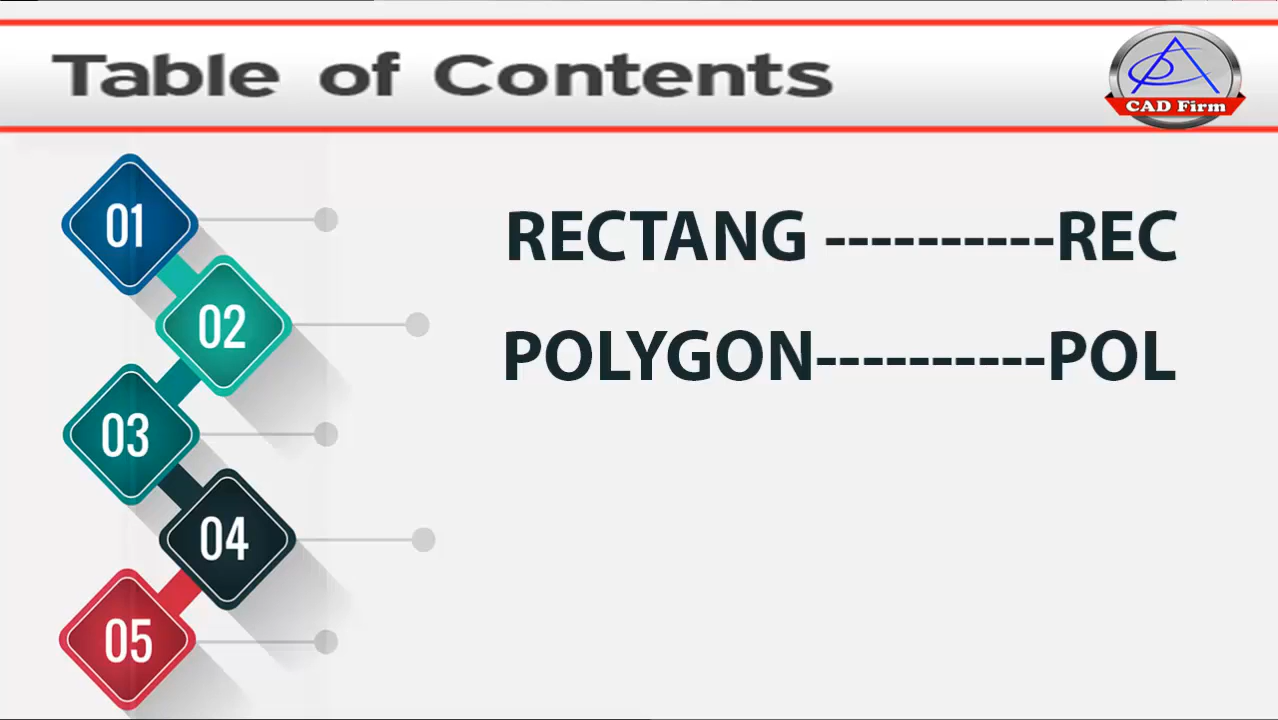 Table of Contents
CAD Firm
01
RECTANG ----------REC
02
POLYGON----------POL
03
04
05